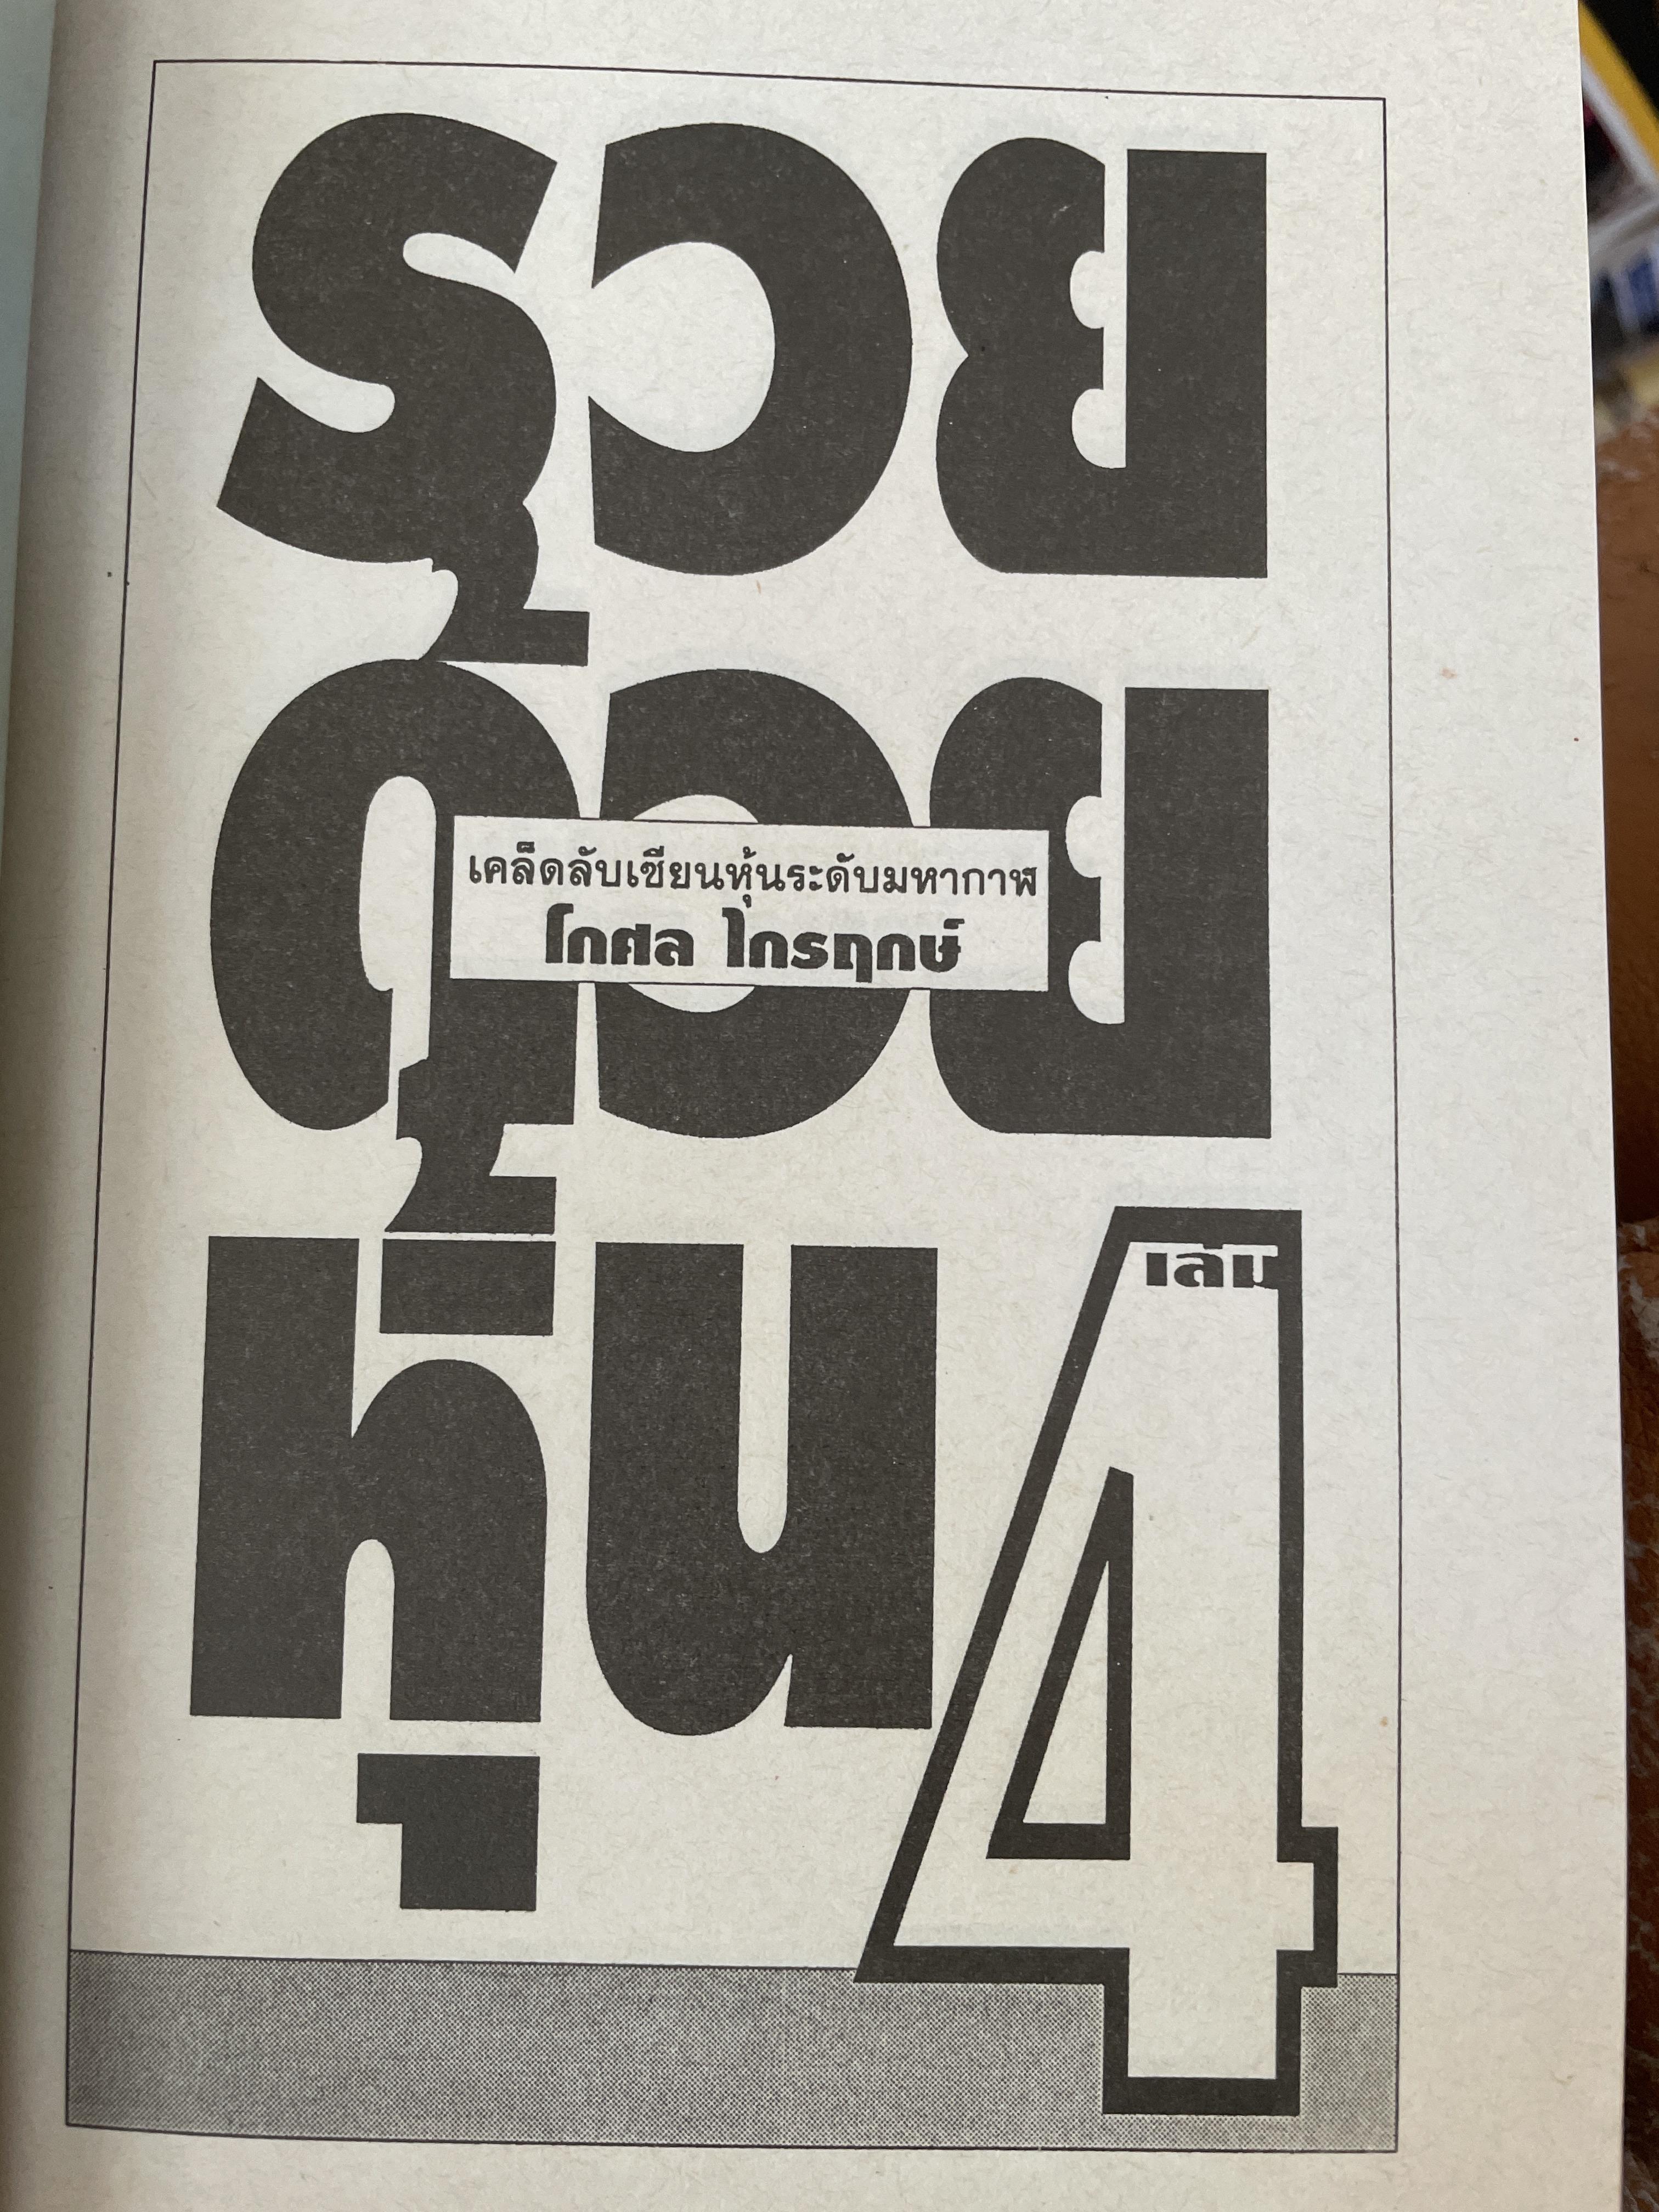 รวย
ด้วย
เคล็ดลับเซียนหุ้นระดับมหากาฬ
โกศล ไกรฤกษ์
หุ้น
เล่ม
4